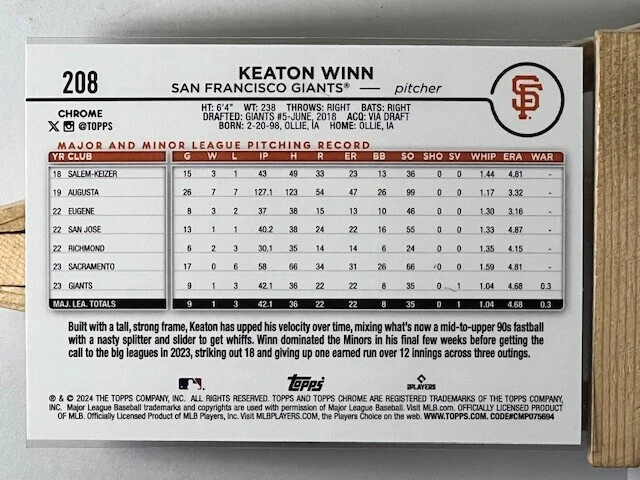 208
KEATON WINN
SAN FRANCISCO GIANTS® — pitcher
SF
CHROME
X @TOPPS
HT: 6'4" WT: 238 THROWS: RIGHT BATS: RIGHT
DRAFTED: GIANTS #5-JUNE, 2018 ACQ: VIA DRAFT
BORN: 2-20-98, OLLIE, IA HOME: OLLIE, IA
MAJOR AND MINOR LEAGUE PITCHING RECORD
YR CLUB G W L IP H R ER BB SO SHO SV WHIP ERA WAR
18 SALEM-KEIZER 15 3 1 43 49 33 23 13 36 0 0 1.44 4.81 -
19 AUGUSTA 26 7 7 127.1 123 54 47 26 99 0 0 1.17 3.32 -
22 EUGENE 8 3 2 37 38 15 13 10 46 0 0 1.30 3.16 -
22 SAN JOSE 13 1 1 40.2 38 24 22 16 55 0 0 1.33 4.87 -
22 RICHMOND 6 2 3 30.1 35 14 14 6 24 0 0 1.35 4.15 -
23 SACRAMENTO 17 0 6 58 66 34 31 26 66 0 0 1.59 4.81 -
23 GIANTS 9 1 3 42.1 36 22 22 8 35 0 1 1.04 4.68 0.3
MAJ. LEA. TOTALS 9 1 3 42.1 36 22 22 8 35 0 1 1.04 4.68 0.3
Built with a tall, strong frame, Keaton has upped his velocity over time, mixing what's now a mid-to-upper 90s fastball
with a nasty splitter and slider to get whiffs. Winn dominated the Minors in his final few weeks before getting the
call to the big leagues in 2023, striking out 18 and giving up one earned run over 12 innings across three outings.
topps
PLAYERS
® & © 2024 THE TOPPS COMPANY, INC. ALL RIGHTS RESERVED. TOPPS AND TOPPS CHROME ARE REGISTERED TRADEMARKS OF THE TOPPS COMPANY,
INC. Major League Baseball trademarks and copyrights are used with permission of Major League Baseball. Visit MLB.com. OFFICIALLY LICENSED PRODUCT
OF MLB. Officially Licensed Product of MLB Players, Inc. Visit MLBPLAYERS.COM, the Players Choice on the web. WWW.TOPPS.COM. CODE#CMP075694